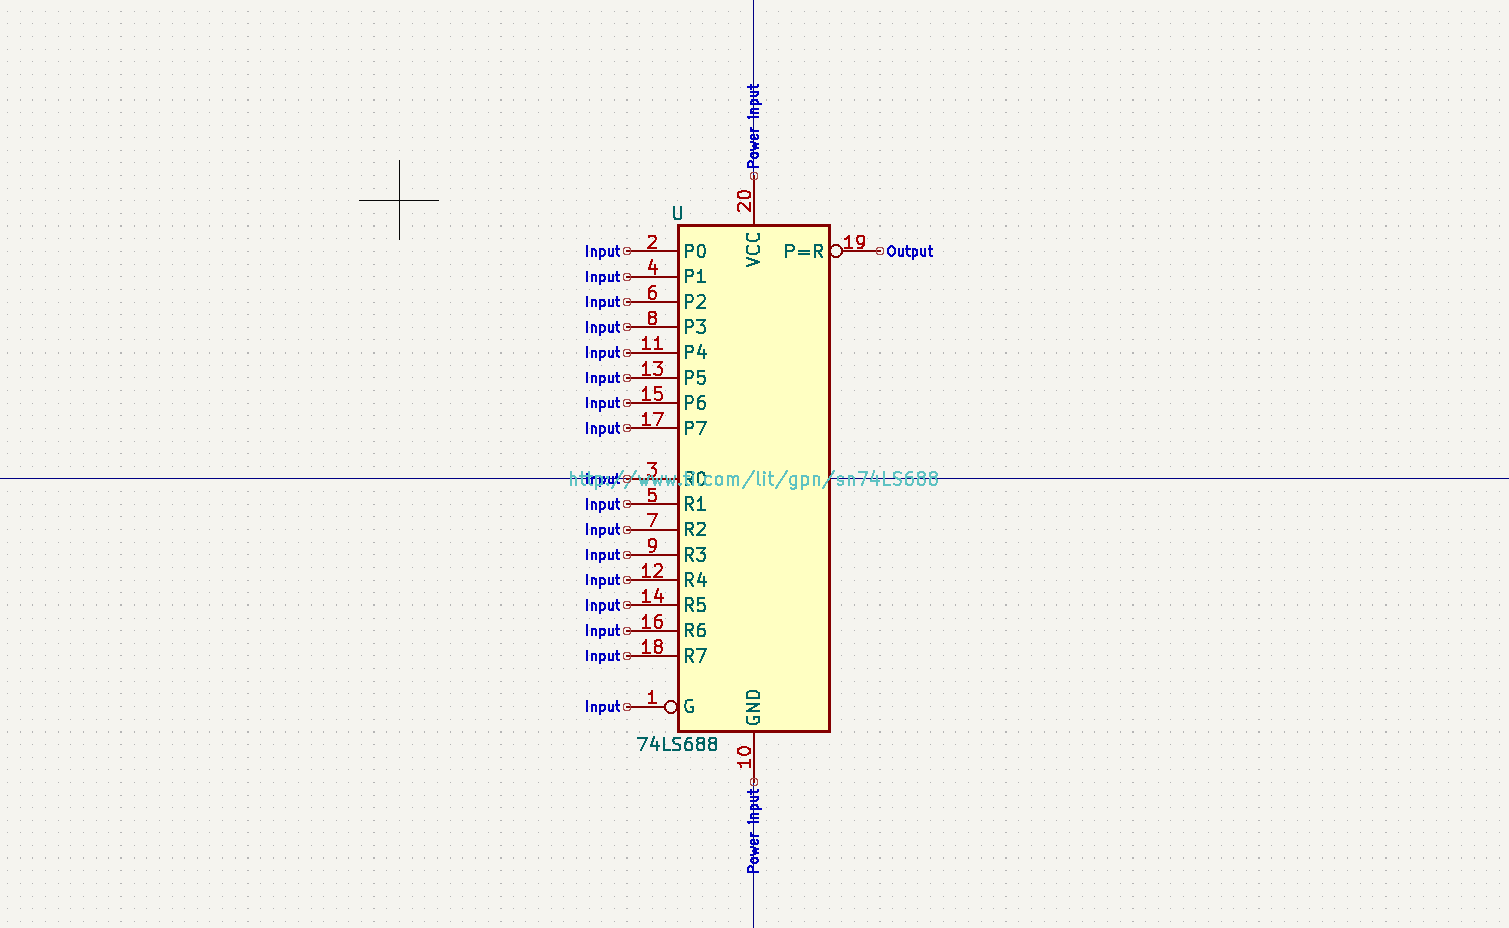 Power Input
20
U
VCC
Input 2 P0 P=R 19 Output
Input 4 P1
Input 6 P2
Input 8 P3
Input 11 P4
Input 13 P5
Input 15 P6
Input 17 P7
Input 3 R0
http://www.ti.com/lit/gpn/sn74LS688
Input 5 R1
Input 7 R2
Input 9 R3
Input 12 R4
Input 14 R5
Input 16 R6
Input 18 R7
Input 1 G
GND
74LS688
10
Power Input